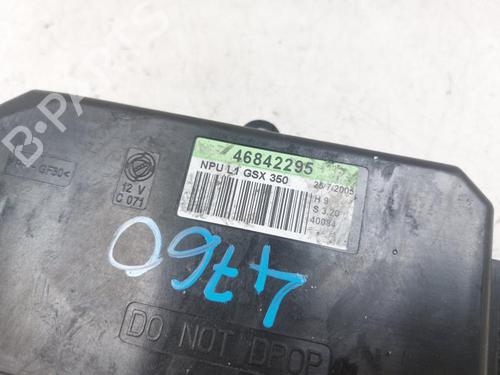 46842295
NPU L1 GSX 350
25/7/2005
H 9
S 3.20
40094
GF30<
12 V
C 071
4760
DO NOT DROP
B-Parts